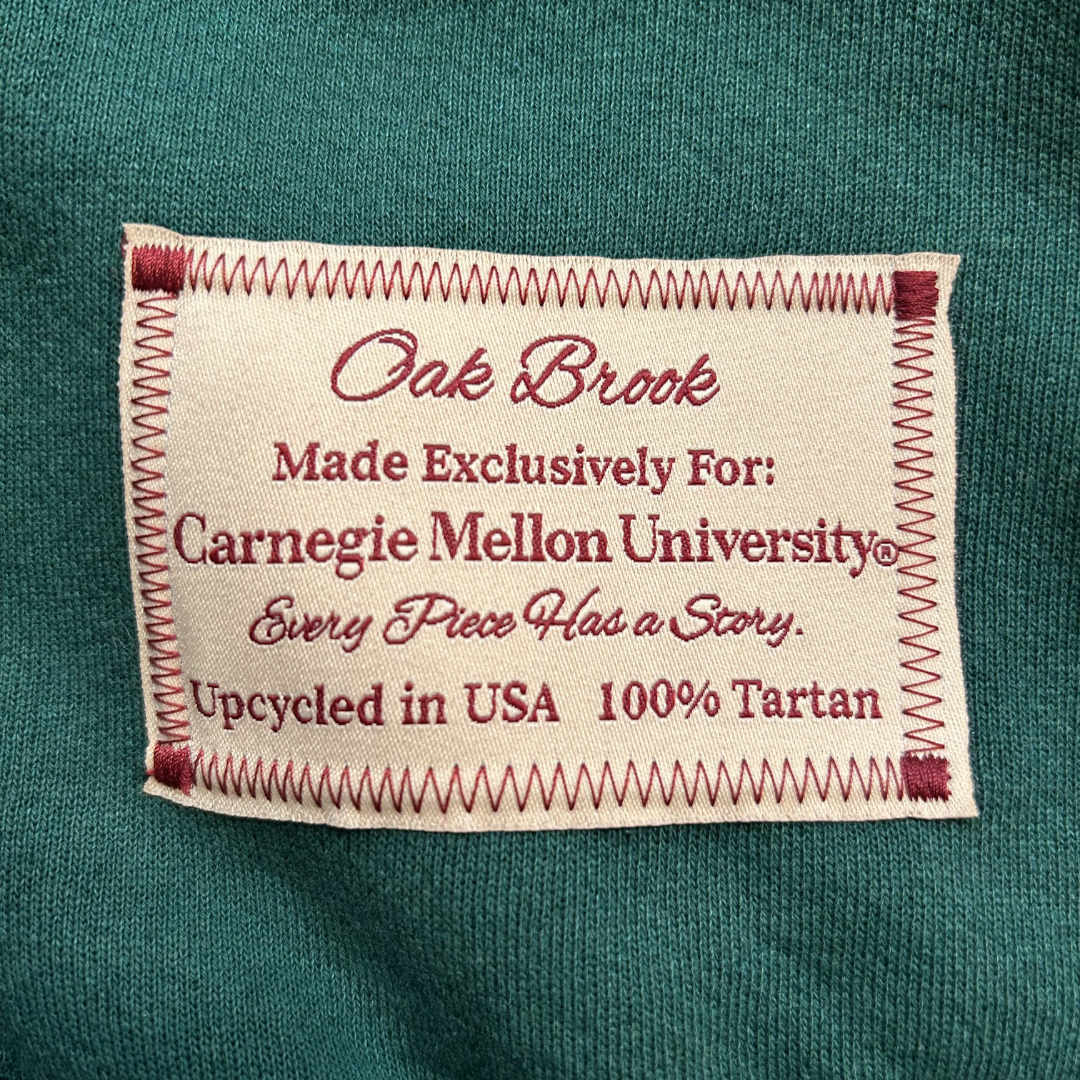 Oak Brook
Made Exclusively For:
Carnegie Mellon University®
Every Piece Has a Story.
Upcycled in USA 100% Tartan